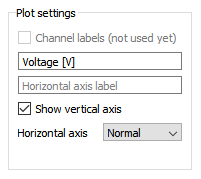 Plot settings
Channel labels (not used yet)
Voltage [V]
Horizontal axis label
Show vertical axis
Horizontal axis Normal